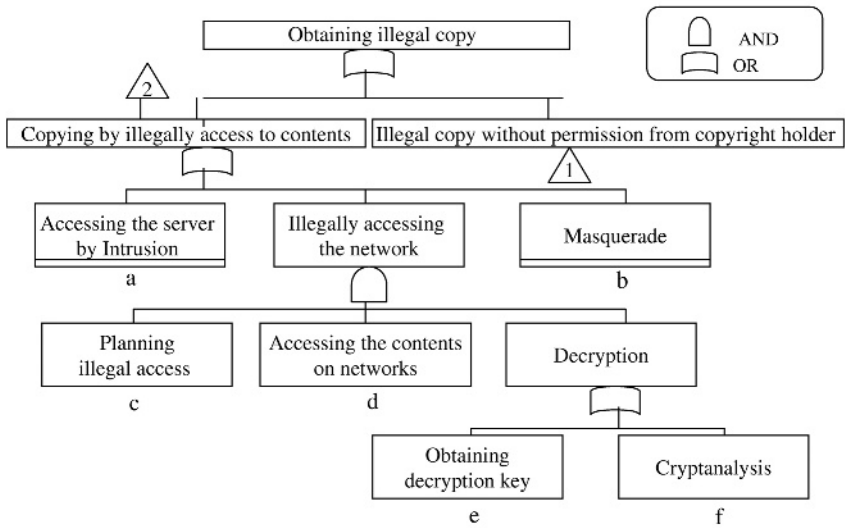 Obtaining illegal copy
AND
OR
2
Copying by illegally access to contents
Illegal copy without permission from copyright holder
1
Accessing the server
by Intrusion
a
Illegally accessing
the network
Masquerade
b
Planning
illegal access
c
Accessing the contents
on networks
d
Decryption
Obtaining
decryption key
e
Cryptanalysis
f